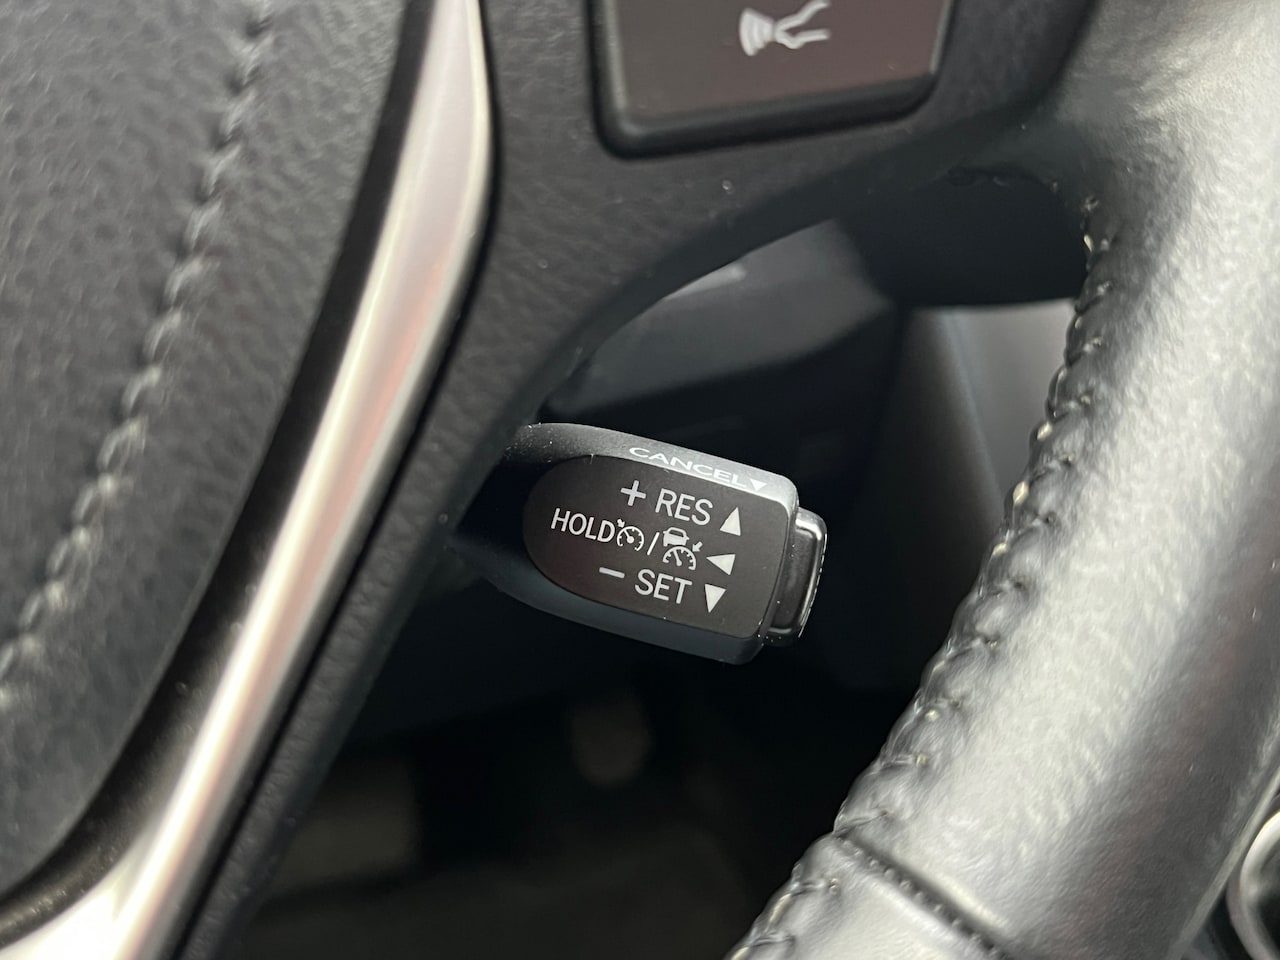 CANCEL▼
+ RES ▲
HOLD / ◀
− SET ▼